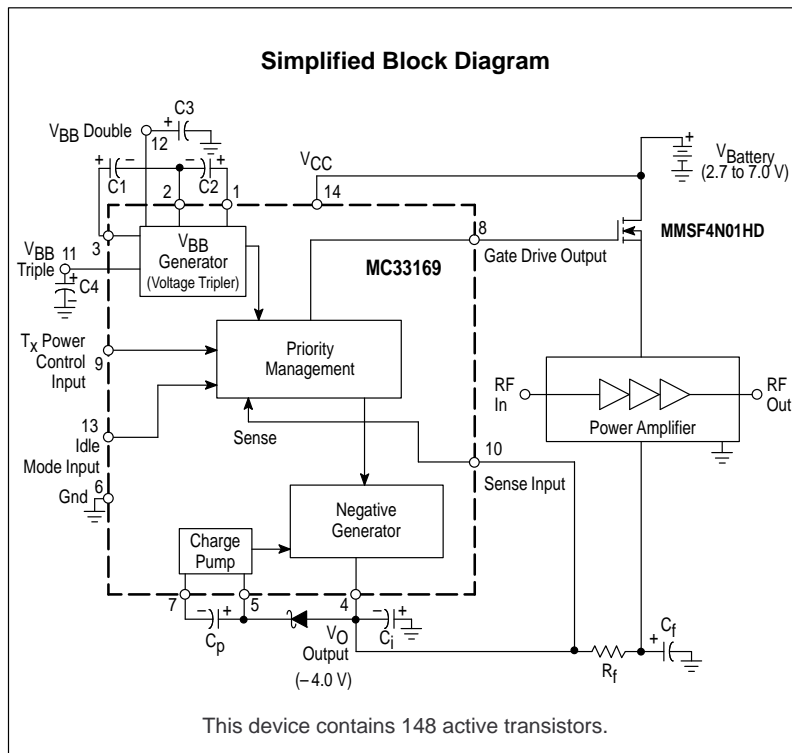 Simplified Block Diagram
VBB Double
12
+ C3
+ –
C1
– +
C2
2
1
VCC
14
+
VBattery
(2.7 to 7.0 V)
3
VBB
Triple
11
+
–
C4
VBB
Generator
(Voltage Tripler)
MC33169
8
Gate Drive Output
MMSF4N01HD
Tx Power
Control
Input
9
Priority
Management
RF
In
RF
Out
Power Amplifier
13
Idle
Mode Input
Sense
10
Sense Input
6
Gnd
Negative
Generator
Charge
Pump
7
– +
Cp
5
4
VO
Output
(– 4.0 V)
– +
Ci
Rf
+
Cf
This device contains 148 active transistors.